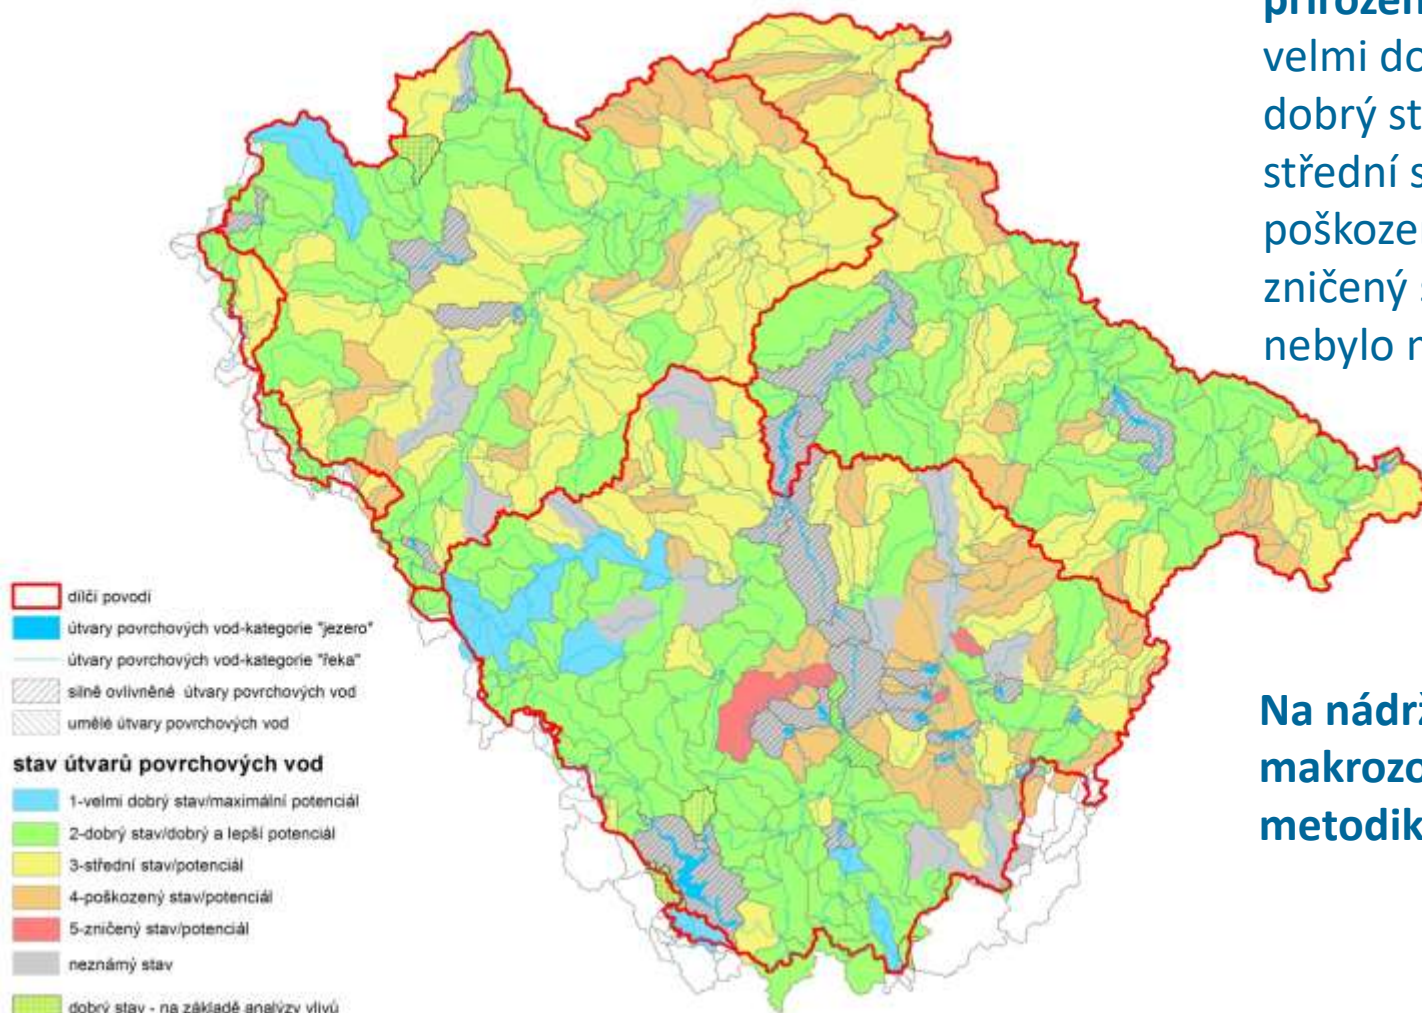 přirozen
velmi do
dobrý st
střední s
poškoze
zničený s
nebylo n
dílčí povodí
útvary povrchových vod-kategorie "jezero"
útvary povrchových vod-kategorie "řeka"
silně ovlivněné útvary povrchových vod
umělé útvary povrchových vod
stav útvarů povrchových vod
1-velmi dobrý stav/maximální potenciál
2-dobrý stav/dobrý a lepší potenciál
3-střední stav/potenciál
4-poškozený stav/potenciál
5-zničený stav/potenciál
neznámý stav
dobrý stav - na základě analýzy vlivů
Na nádrž
makrozo
metodik